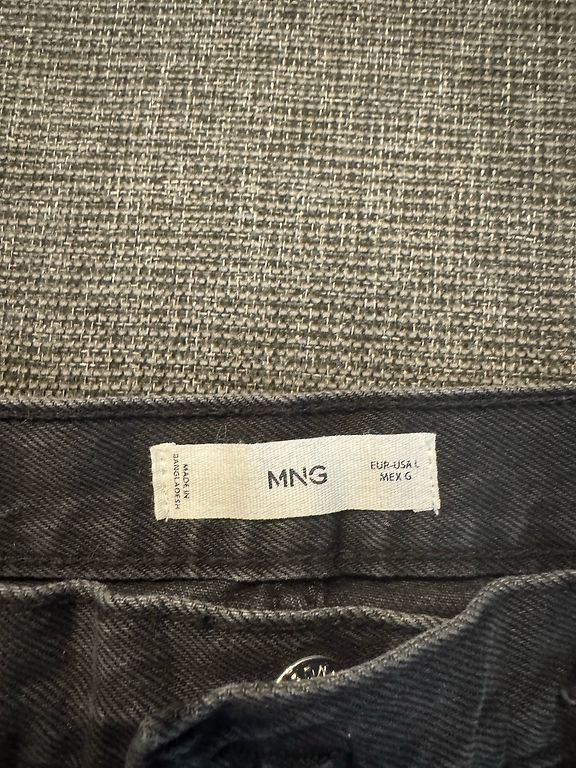 MADE IN
BANGLADESH
MNG
EUR-USA L
MEX G